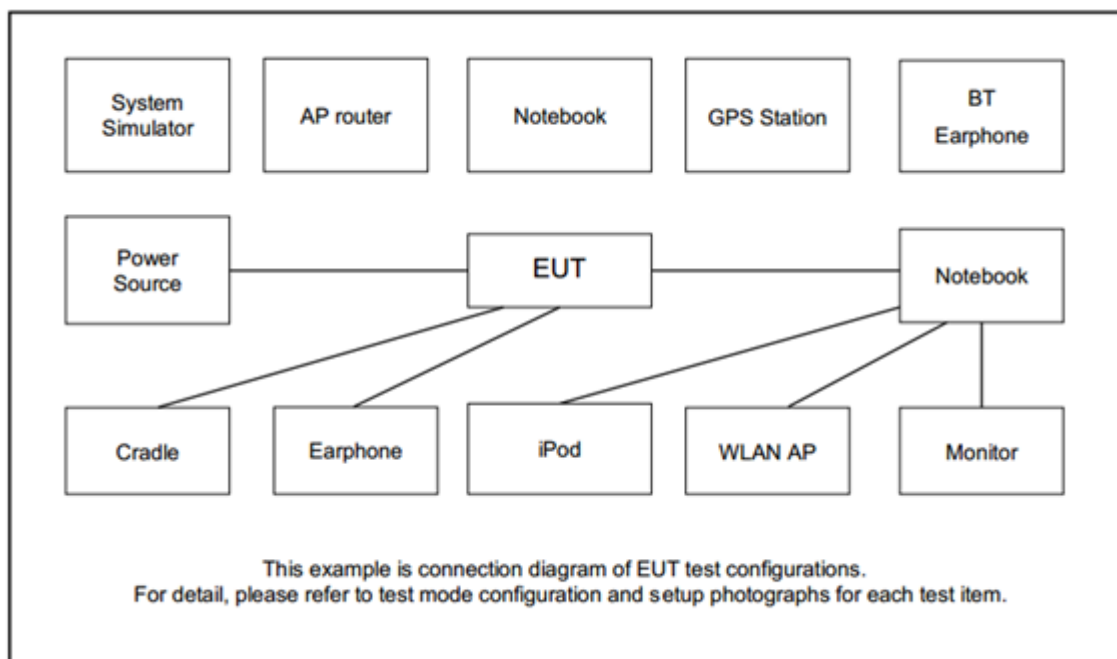 System
Simulator
AP router
Notebook
GPS Station
BT
Earphone
Power
Source
EUT
Notebook
Cradle
Earphone
iPod
WLAN AP
Monitor
This example is connection diagram of EUT test configurations.
For detail, please refer to test mode configuration and setup photographs for each test item.